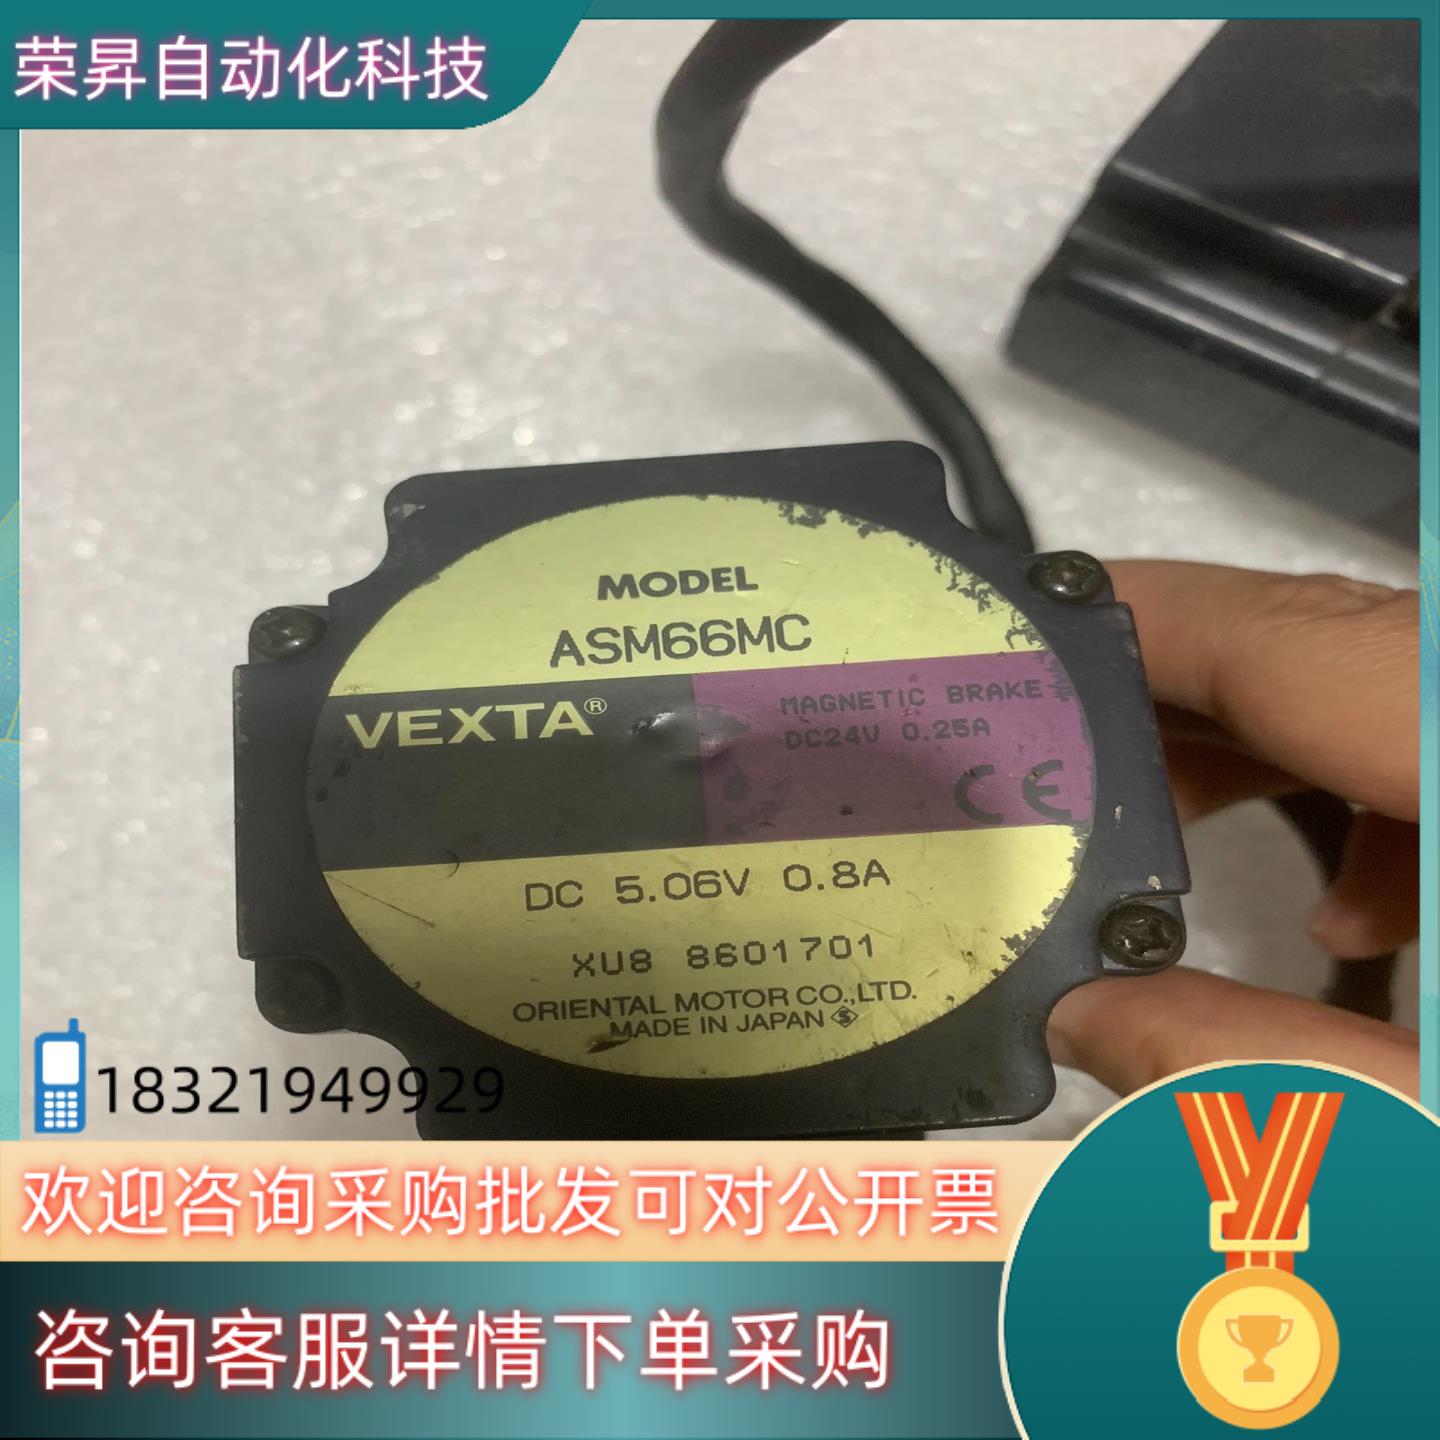 荣昇自动化科技
MODEL
ASM66MC
VEXTA®
MAGNETIC BRAKE
DC24V 0.25A
CE
DC 5.06V 0.8A
XU8 8601701
ORIENTAL MOTOR CO.,LTD.
MADE IN JAPAN
18321949929
欢迎咨询采购批发可对公开票
咨询客服详情下单采购